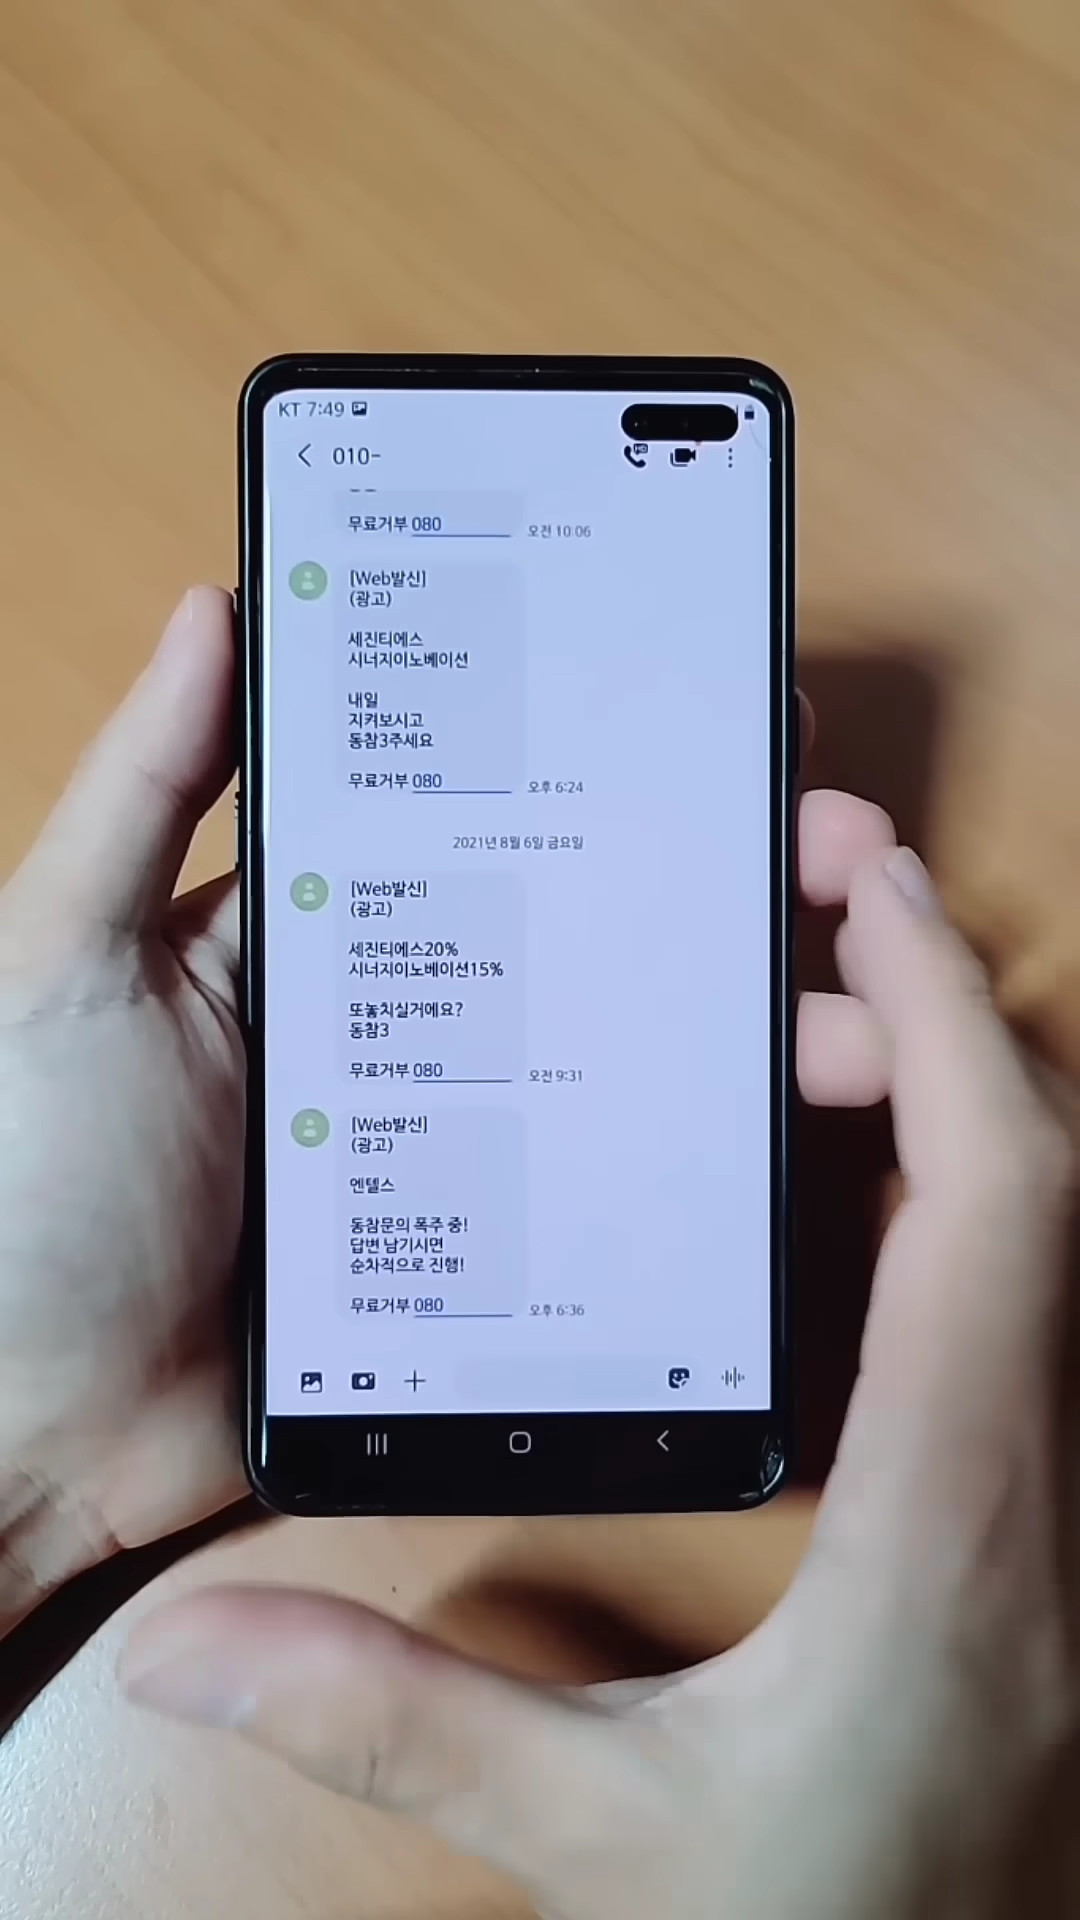 KT 7:49
010-
무료거부 080
오전 10:06
[Web발신]
(광고)
세진티에스
시너지이노베이션
내일
지켜보시고
동참3주세요
무료거부 080
오후 6:24
2021년 8월 6일 금요일
[Web발신]
(광고)
세진티에스20%
시너지이노베이션15%
또놓치실거에요?
동참3
무료거부 080
오전 9:31
[Web발신]
(광고)
엔텔스
동참문의 폭주 중!
답변 남기시면
순차적으로 진행!
무료거부 080
오후 6:36